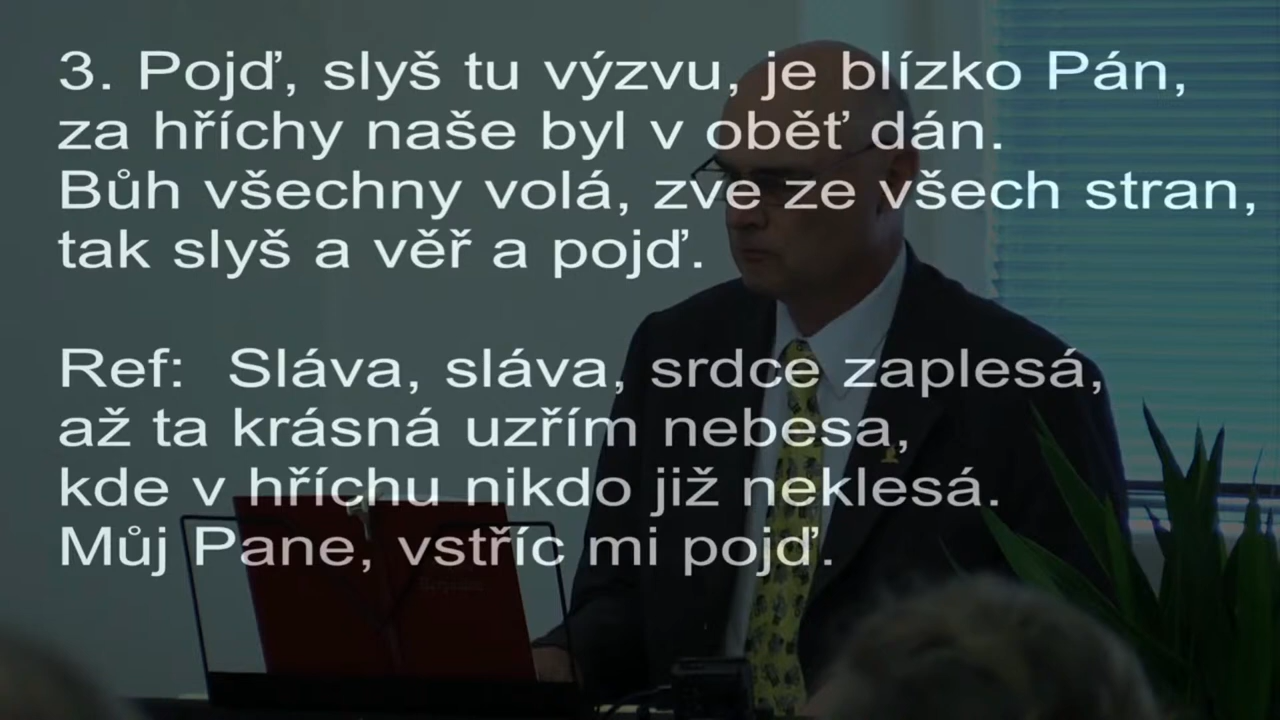 3. Pojď, slyš tu výzvu, je blízko Pán,
za hříchy naše byl v oběť dán.
Bůh všechny volá, zve ze všech stran,
tak slyš a věř a pojď.
Ref: Sláva, sláva, srdce zaplesá,
až ta krásná uzřím nebesa,
kde v hříchu nikdo již neklesá.
Můj Pane, vstříc mi pojď.